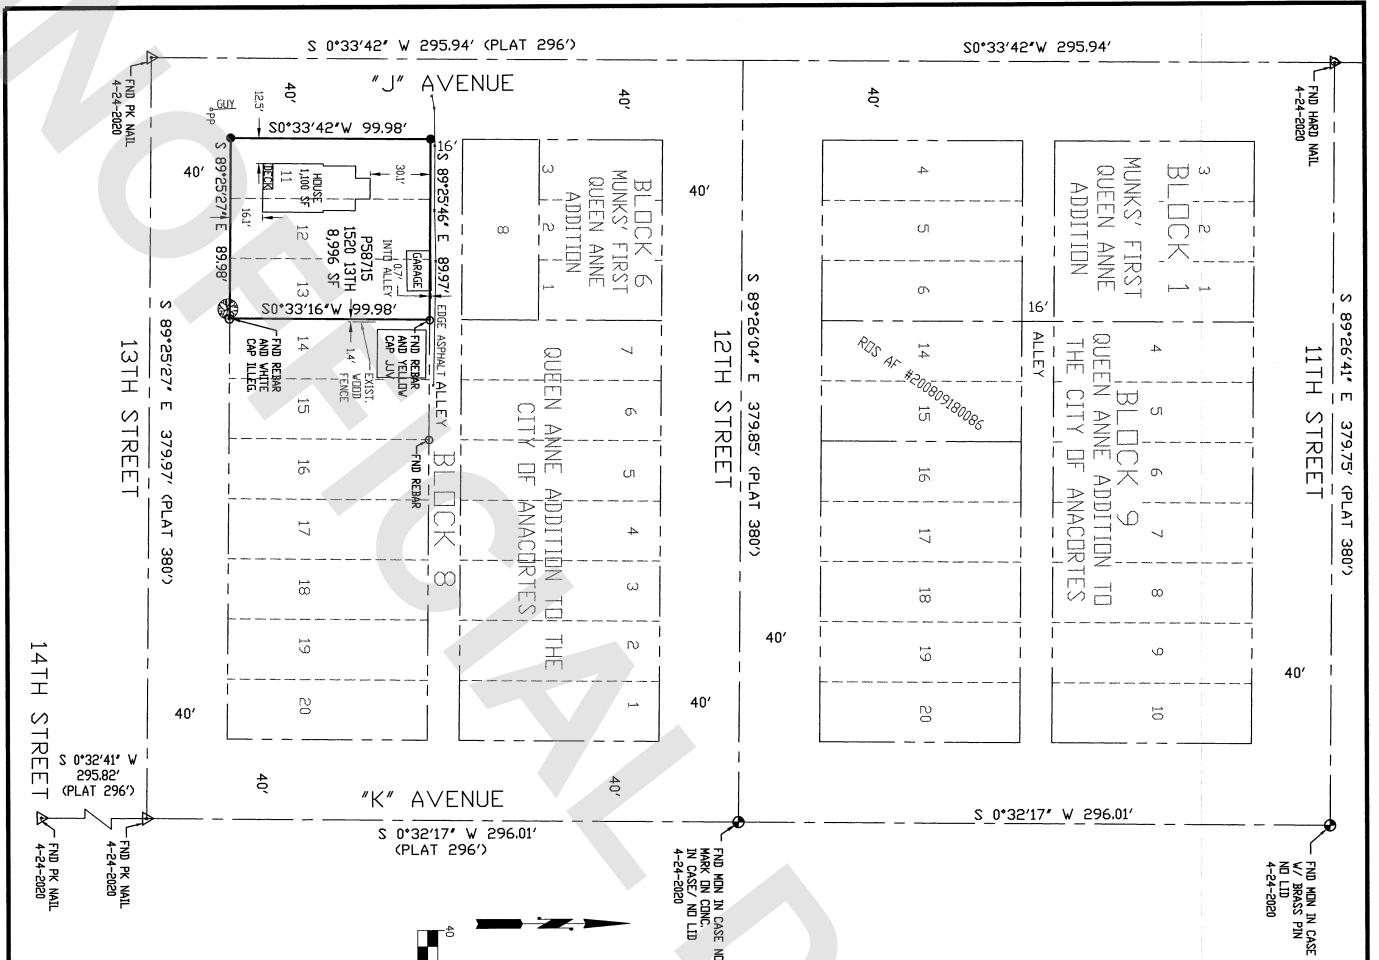 S 0°33'42" W 295.94' (PLAT 296')
S0°33'42"W 295.94'
"J" AVENUE
FND PK NAIL
4-24-2020
FND HARD NAIL
4-24-2020
40'
40'
40'
GUY
PP
12.5'
S0°33'42"W 99.98'
16'
40'
40'
S 89°25'27" E 89.98'
S 89°25'46" E 89.97'
30.1'
HOUSE
1,100 SF
11
DECK
16.1'
12
13
P58715
1520 13TH
8,996 SF
INTO ALLEY
0.7'
GARAGE
S0°33'16"W 99.98'
EDGE ASPHALT
ALLEY
FND REBAR
AND WHITE
CAP ILLEG
FND REBAR
AND YELLOW
CAP JJV
EXIST.
WOOD
FENCE
1.4'
FND REBAR
14
15
16
17
18
19
20
BLOCK 8
BLOCK 6
MUNKS' FIRST
QUEEN ANNE
ADDITION
3
2
1
8
7
6
5
4
3
2
1
QUEEN ANNE ADDITION TO THE
CITY OF ANACORTES
4
5
6
14
15
16
17
18
19
20
ROS AF #200809180086
16'
ALLEY
BLOCK 1
MUNKS' FIRST
QUEEN ANNE
ADDITION
3
2
1
BLOCK 9
QUEEN ANNE ADDITION TO
THE CITY OF ANACORTES
4
5
6
7
8
9
10
S 89°26'41" E 379.75' (PLAT 380')
11TH STREET
S 89°26'04" E 379.85' (PLAT 380')
12TH STREET
S 89°25'27" E 379.97' (PLAT 380')
13TH STREET
14TH STREET
40'
40'
40'
40'
40'
40'
S 0°32'41" W
295.82'
(PLAT 296')
"K" AVENUE
S 0°32'17" W 296.01'
(PLAT 296')
S 0°32'17" W 296.01'
FND PK NAIL
4-24-2020
FND PK NAIL
4-24-2020
FND MON IN CASE NO
MARK ON CONC.
IN CASE/ NO LID
4-24-2020
FND MON IN CASE
W/ BRASS PIN
NO LID
4-24-2020
40
UNOFFICIAL D